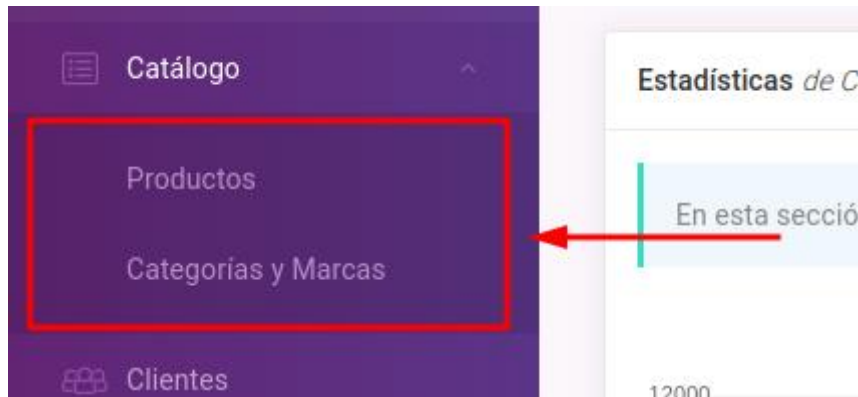 Catálogo
Productos
Categorías y Marcas
Clientes
Estadísticas de C
En esta secció
12000